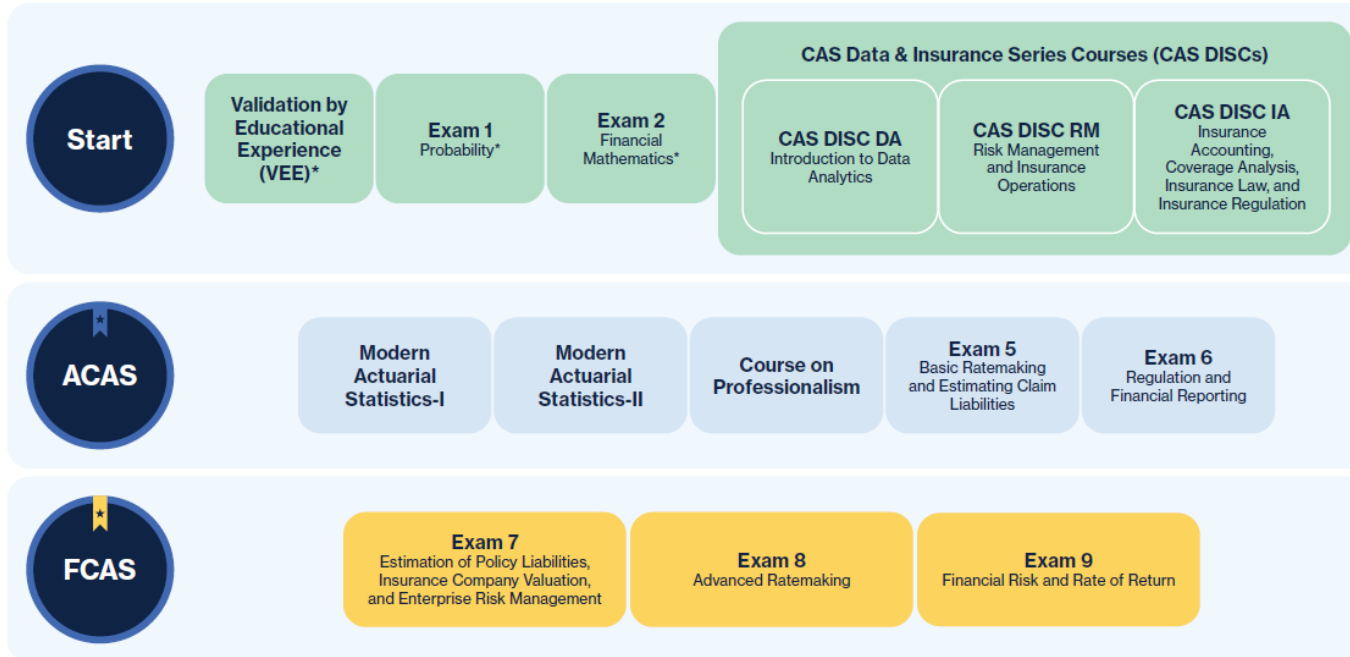 Start
Validation by
Educational
Experience
(VEE)*
Exam 1
Probability*
Exam 2
Financial
Mathematics*
CAS Data & Insurance Series Courses (CAS DISCs)
CAS DISC DA
Introduction to Data
Analytics
CAS DISC RM
Risk Management
and Insurance
Operations
CAS DISC IA
Insurance
Accounting,
Coverage Analysis,
Insurance Law, and
Insurance Regulation
ACAS
Modern
Actuarial
Statistics-I
Modern
Actuarial
Statistics-II
Course on
Professionalism
Exam 5
Basic Ratemaking
and Estimating Claim
Liabilities
Exam 6
Regulation and
Financial Reporting
FCAS
Exam 7
Estimation of Policy Liabilities,
Insurance Company Valuation,
and Enterprise Risk Management
Exam 8
Advanced Ratemaking
Exam 9
Financial Risk and Rate of Return